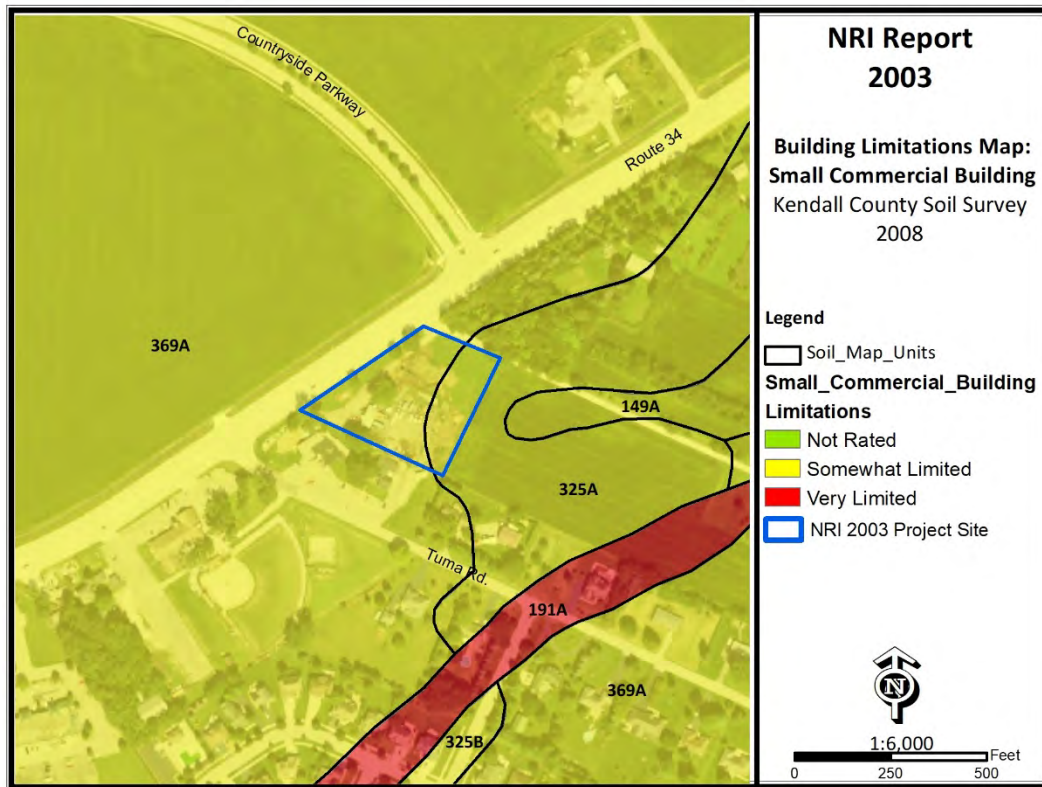 Countryside Parkway
Route 34
369A
149A
325A
Tuma Rd.
191A
369A
325B
NRI Report
2003
Building Limitations Map:
Small Commercial Building
Kendall County Soil Survey
2008
Legend
Soil_Map_Units
Small_Commercial_Building
Limitations
Not Rated
Somewhat Limited
Very Limited
NRI 2003 Project Site
N
1:6,000
Feet
0 250 500